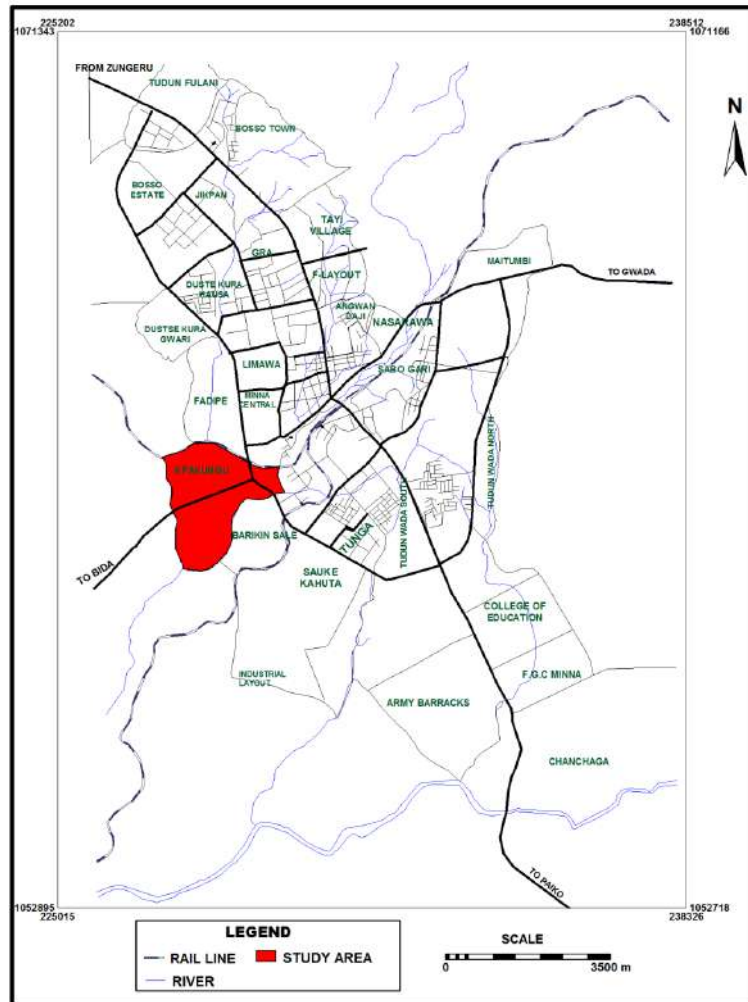 225202
238512
1071343
1071166
FROM ZUNGERU
TUDUN FULANI
N
BOSSO TOWN
BOSSO
ESTATE
JIKPAN
TAYI
VILLAGE
GRA
MAITUMBI
TO GWADA
F-LAYOUT
DUSTE KURA
HAUSA
ANGWAN
DAJI
NASARAWA
DUSTSE KURA
GWARI
LIMAWA
SABO GARI
FADIPE
MINNA
CENTRAL
TUDUN WADA NORTH
BARIKIN SALE
TUNGA
TUDUN WADA SOUTH
TO BIDA
SAUKE
KAHUTA
COLLEGE OF
EDUCATION
INDUSTRIAL
LAYOUT
F.G.C MINNA
ARMY BARRACKS
CHANCHAGA
TO PAIKO
1052895
1052718
225015
238326
LEGEND
RAIL LINE
STUDY AREA
RIVER
SCALE
0
3500 m